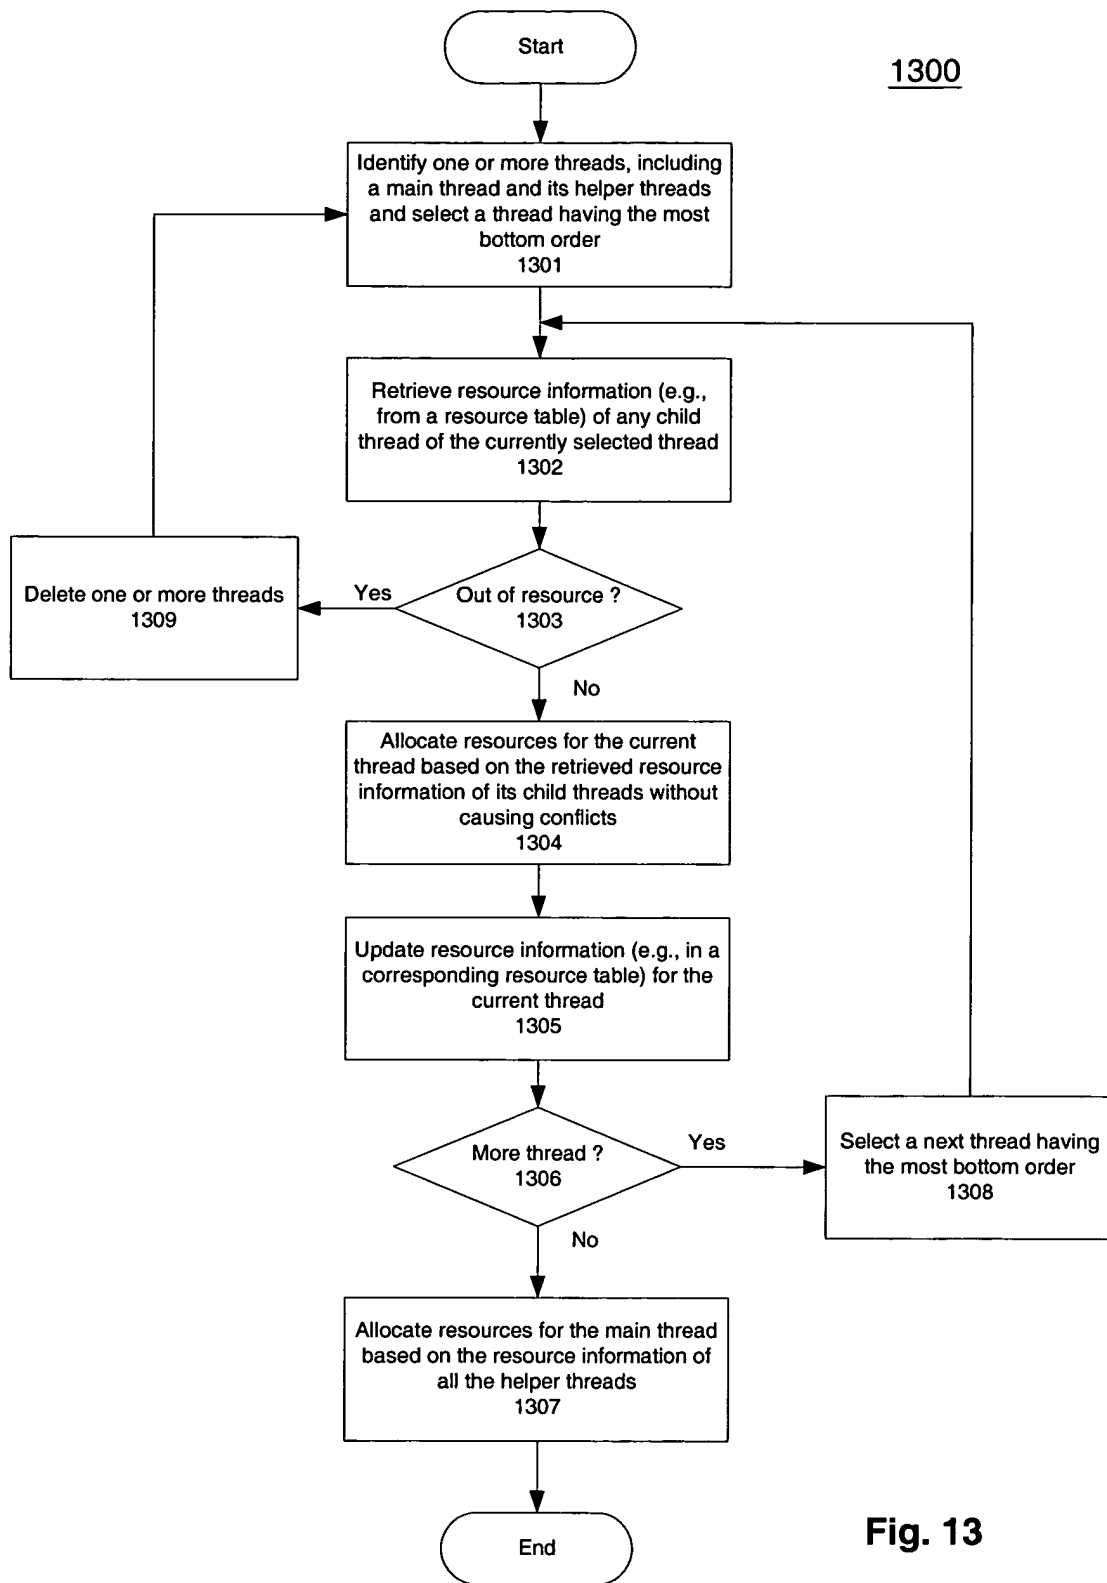 Start
1300
Identify one or more threads, including
a main thread and its helper threads
and select a thread having the most
bottom order
1301
Retrieve resource information (e.g.,
from a resource table) of any child
thread of the currently selected thread
1302
Delete one or more threads
1309
Yes
Out of resource ?
1303
No
Allocate resources for the current
thread based on the retrieved resource
information of its child threads without
causing conflicts
1304
Update resource information (e.g., in a
corresponding resource table) for the
current thread
1305
More thread ?
1306
Yes
Select a next thread having
the most bottom order
1308
No
Allocate resources for the main thread
based on the resource information of
all the helper threads
1307
End
Fig. 13